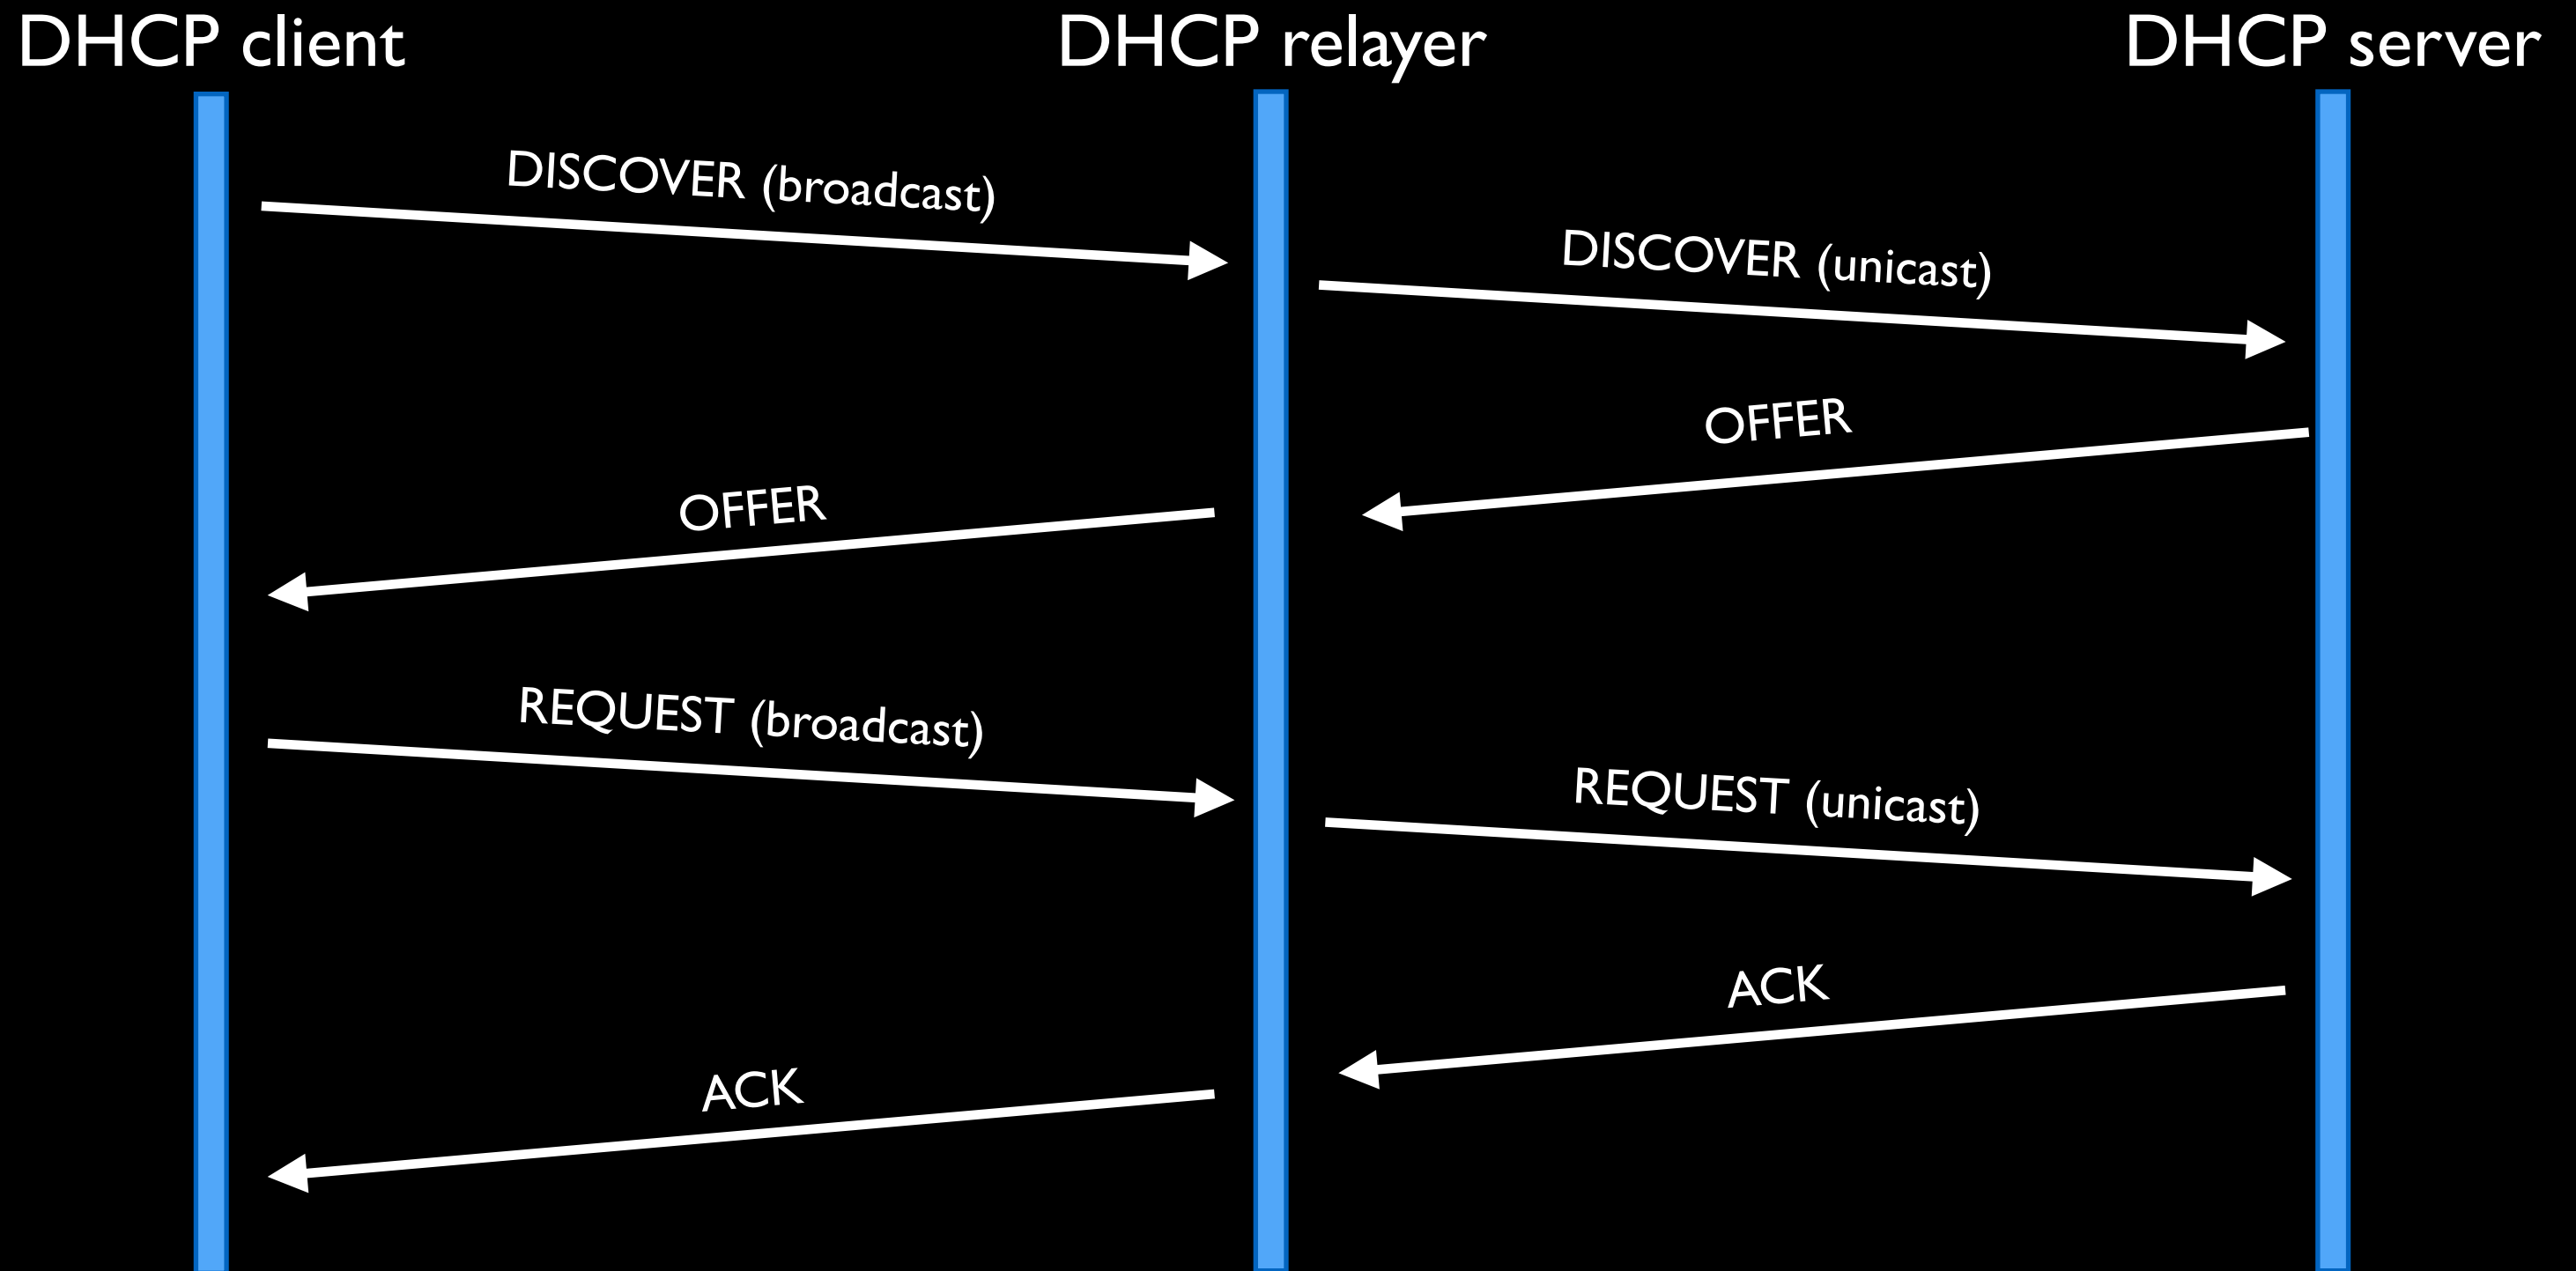 DHCP client
DHCP relayer
DHCP server
DISCOVER (broadcast)
DISCOVER (unicast)
OFFER
OFFER
REQUEST (broadcast)
REQUEST (unicast)
ACK
ACK